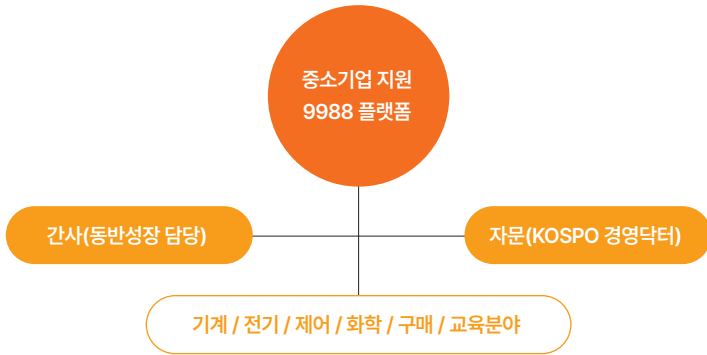 중소기업 지원
9988 플랫폼
간사(동반성장 담당)
자문(KOSPO 경영닥터)
기계 / 전기 / 제어 / 화학 / 구매 / 교육분야